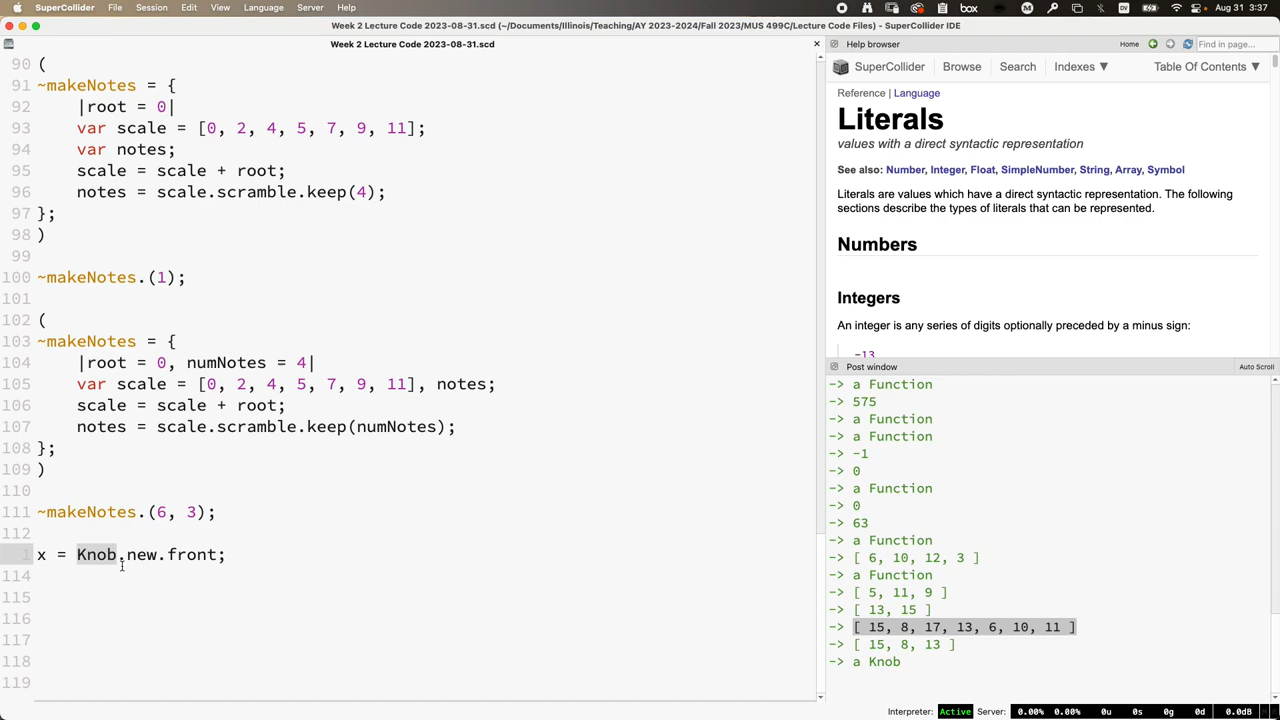 SuperCollider File Session Edit View Language Server Help Aug 31 3:37
Week 2 Lecture Code 2023-08-31.scd (~/Documents/Illinois/Teaching/AY 2023-2024/Fall 2023/MUS 499C/Lecture Code Files) - SuperCollider IDE
Week 2 Lecture Code 2023-08-31.scd
90 (
91 ~makeNotes = {
92 |root = 0|
93 var scale = [0, 2, 4, 5, 7, 9, 11];
94 var notes;
95 scale = scale + root;
96 notes = scale.scramble.keep(4);
97 };
98 )
99
100 ~makeNotes.(1);
101
102 (
103 ~makeNotes = {
104 |root = 0, numNotes = 4|
105 var scale = [0, 2, 4, 5, 7, 9, 11], notes;
106 scale = scale + root;
107 notes = scale.scramble.keep(numNotes);
108 };
109 )
110
111 ~makeNotes.(6, 3);
112
1 x = Knob.new.front;
114
115
116
117
118
119
Help browser
Home
Find in page...
SuperCollider Browse Search Indexes ▼ Table Of Contents ▼
Reference | Language
Literals
values with a direct syntactic representation
See also: Number, Integer, Float, SimpleNumber, String, Array, Symbol
Literals are values which have a direct syntactic representation. The following
sections describe the types of literals that can be represented.
Numbers
Integers
An integer is any series of digits optionally preceded by a minus sign:
-13
Post window
Auto Scroll
-> a Function
-> 575
-> a Function
-> a Function
-> -1
-> 0
-> a Function
-> 0
-> 63
-> a Function
-> [ 6, 10, 12, 3 ]
-> a Function
-> [ 5, 11, 9 ]
-> [ 13, 15 ]
-> [ 15, 8, 17, 13, 6, 10, 11 ]
-> [ 15, 8, 13 ]
-> a Knob
Interpreter: Active Server: 0.00% 0.00% 0u 0s 0g 0d 0.0dB